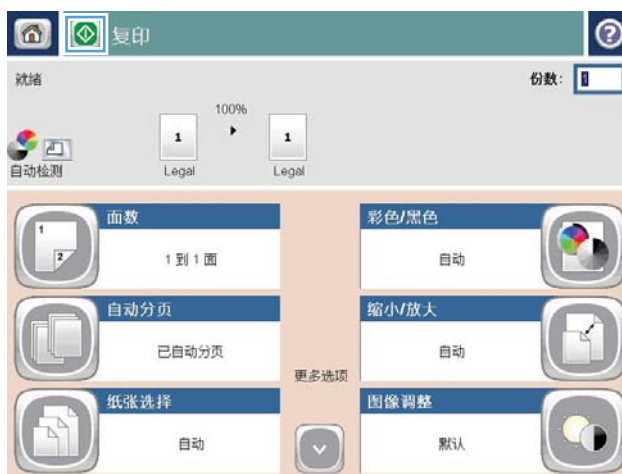 复印
就绪
份数: 1
100%
1
1
自动检测
Legal
Legal
面数
1
2
1 到 1 面
彩色/黑色
自动
自动分页
已自动分页
缩小/放大
自动
更多选项
纸张选择
自动
图像调整
默认